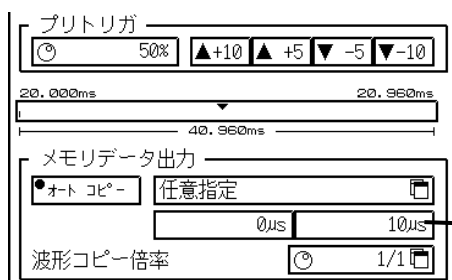 プリトリガ
50% ▲+10 ▲ +5 ▼ -5 ▼-10
20.000ms 20.960ms
40.960ms
メモリデータ出力
オート コピー 任意指定
0μs 10μs
波形コピー倍率 1/1